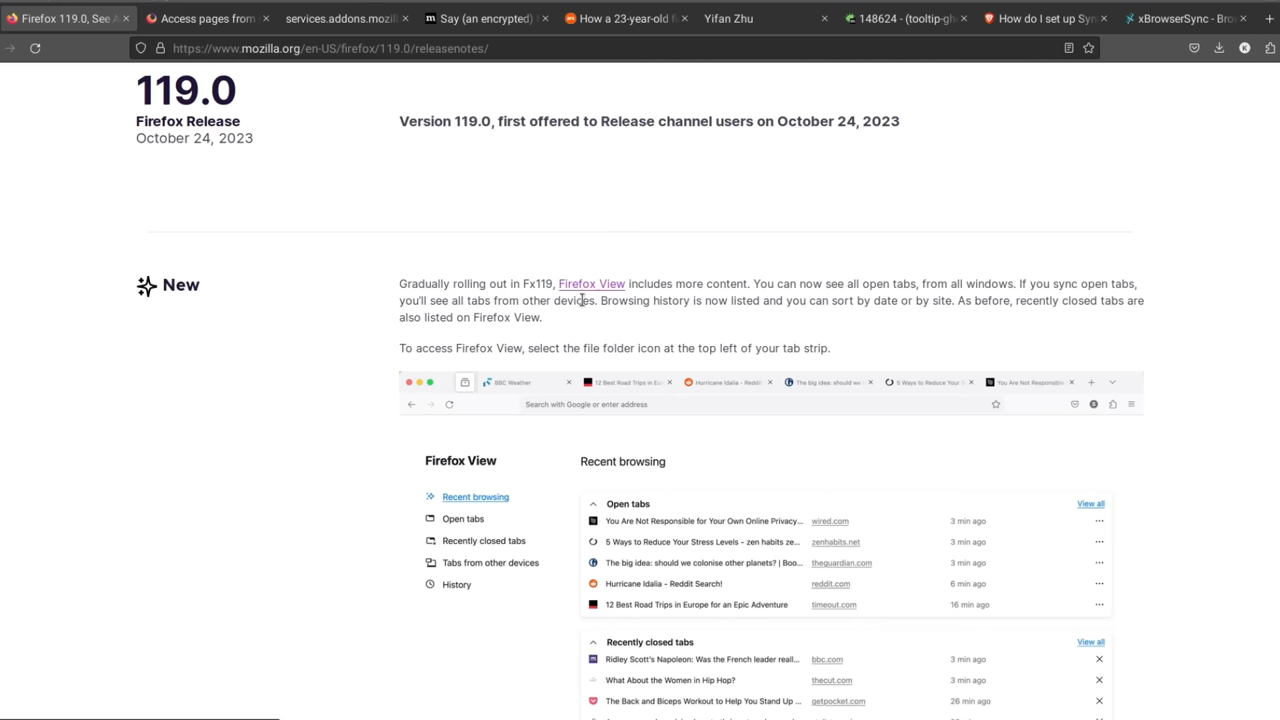 Firefox 119.0, See A
Access pages from
services.addons.mozil
Say (an encrypted)
How a 23-year-old f
Yifan Zhu
148624 - (tooltip-gh
How do I set up Syn
xBrowserSync - Brow
https://www.mozilla.org/en-US/firefox/119.0/releasenotes/
119.0
Firefox Release
October 24, 2023
Version 119.0, first offered to Release channel users on October 24, 2023
New
Gradually rolling out in Fx119, Firefox View includes more content. You can now see all open tabs, from all windows. If you sync open tabs,
you'll see all tabs from other devices. Browsing history is now listed and you can sort by date or by site. As before, recently closed tabs are
also listed on Firefox View.
To access Firefox View, select the file folder icon at the top left of your tab strip.
BBC Weather
12 Best Road Trips in Eur
Hurricane Idalia - Reddit
The big idea: should we
5 Ways to Reduce Your S
You Are Not Responsible
Search with Google or enter address
Firefox View
Recent browsing
Open tabs
Recently closed tabs
Tabs from other devices
History
Recent browsing
Open tabs
View all
You Are Not Responsible for Your Own Online Privacy... wired.com 3 min ago
5 Ways to Reduce Your Stress Levels - zen habits ze... zenhabits.net 3 min ago
The big idea: should we colonise other planets? | Boo... theguardian.com 3 min ago
Hurricane Idalia - Reddit Search! reddit.com 6 min ago
12 Best Road Trips in Europe for an Epic Adventure timeout.com 16 min ago
Recently closed tabs
View all
Ridley Scott's Napoleon: Was the French leader reall... bbc.com 3 min ago
What About the Women in Hip Hop? thecut.com 3 min ago
The Back and Biceps Workout to Help You Stand Up ... getpocket.com 26 min ago